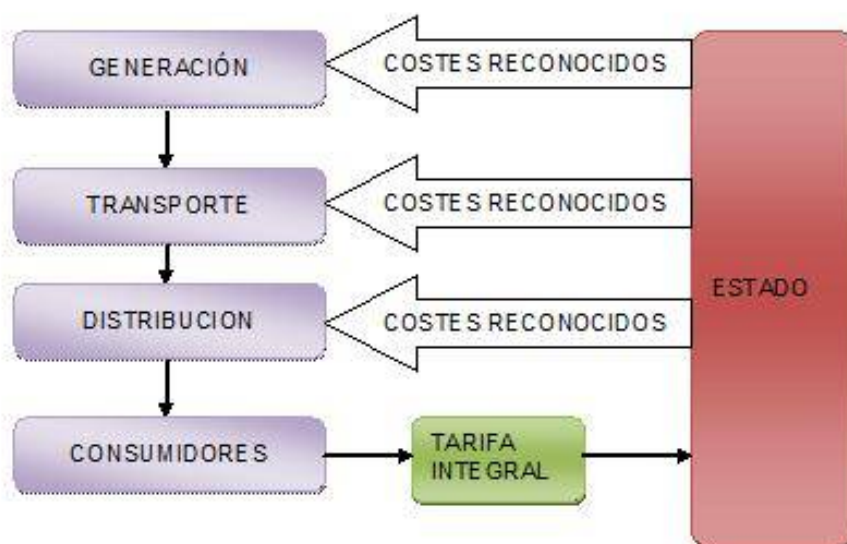 GENERACIÓN
COSTES RECONOCIDOS
TRANSPORTE
COSTES RECONOCIDOS
ESTADO
DISTRIBUCION
COSTES RECONOCIDOS
CONSUMIDORES
TARIFA
INTEGRAL